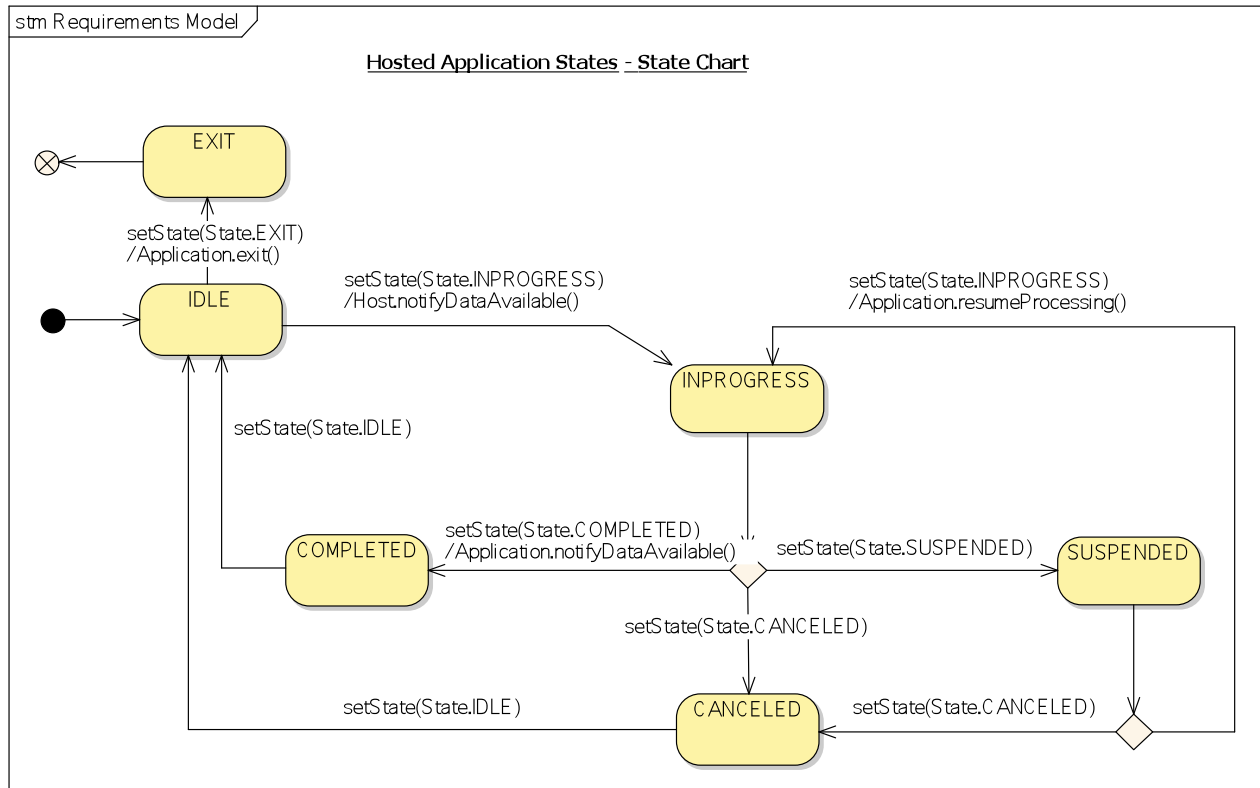 stm Requirements Model
Hosted Application States - State Chart
EXIT
setState(State.EXIT)
/Application.exit()
IDLE
setState(State.INPROGRESS)
/Host.notifyDataAvailable()
setState(State.INPROGRESS)
/Application.resumeProcessing()
INPROGRESS
setState(State.IDLE)
setState(State.COMPLETED)
/Application.notifyDataAvailable()
COMPLETED
setState(State.SUSPENDED)
SUSPENDED
setState(State.CANCELED)
setState(State.IDLE)
CANCELED
setState(State.CANCELED)